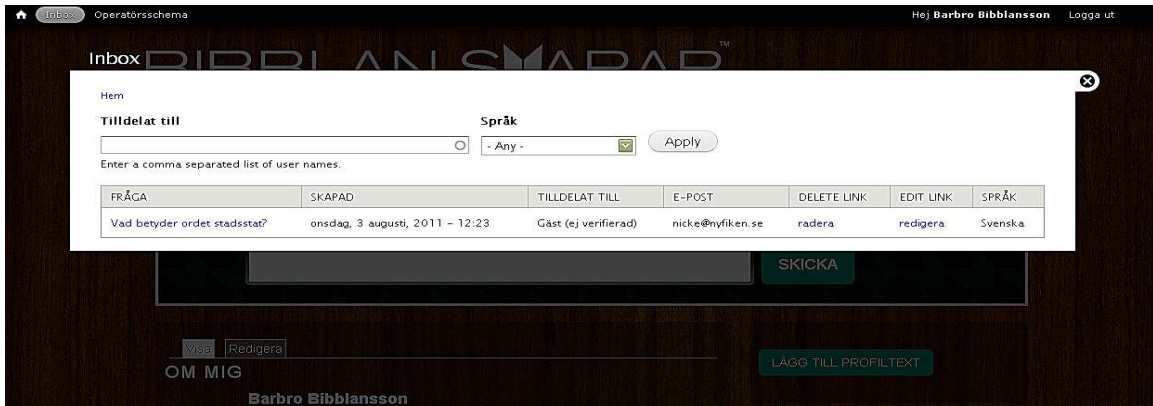 Inbox Operatörsschema Hej Barbro Bibblansson Logga ut
Inbox
BIBBLAN SVARAR™
Hem
Tilldelat till Språk
- Any - Apply
Enter a comma separated list of user names.
FRÅGA SKAPAD TILLDELAT TILL E-POST DELETE LINK EDIT LINK SPRÅK
Vad betyder ordet stadsstat? onsdag, 3 augusti, 2011 - 12:23 Gäst (ej verifierad) nicke@nyfiken.se radera redigera Svenska
SKICKA
Visa Redigera
LÄGG TILL PROFILTEXT
OM MIG
Barbro Bibblansson